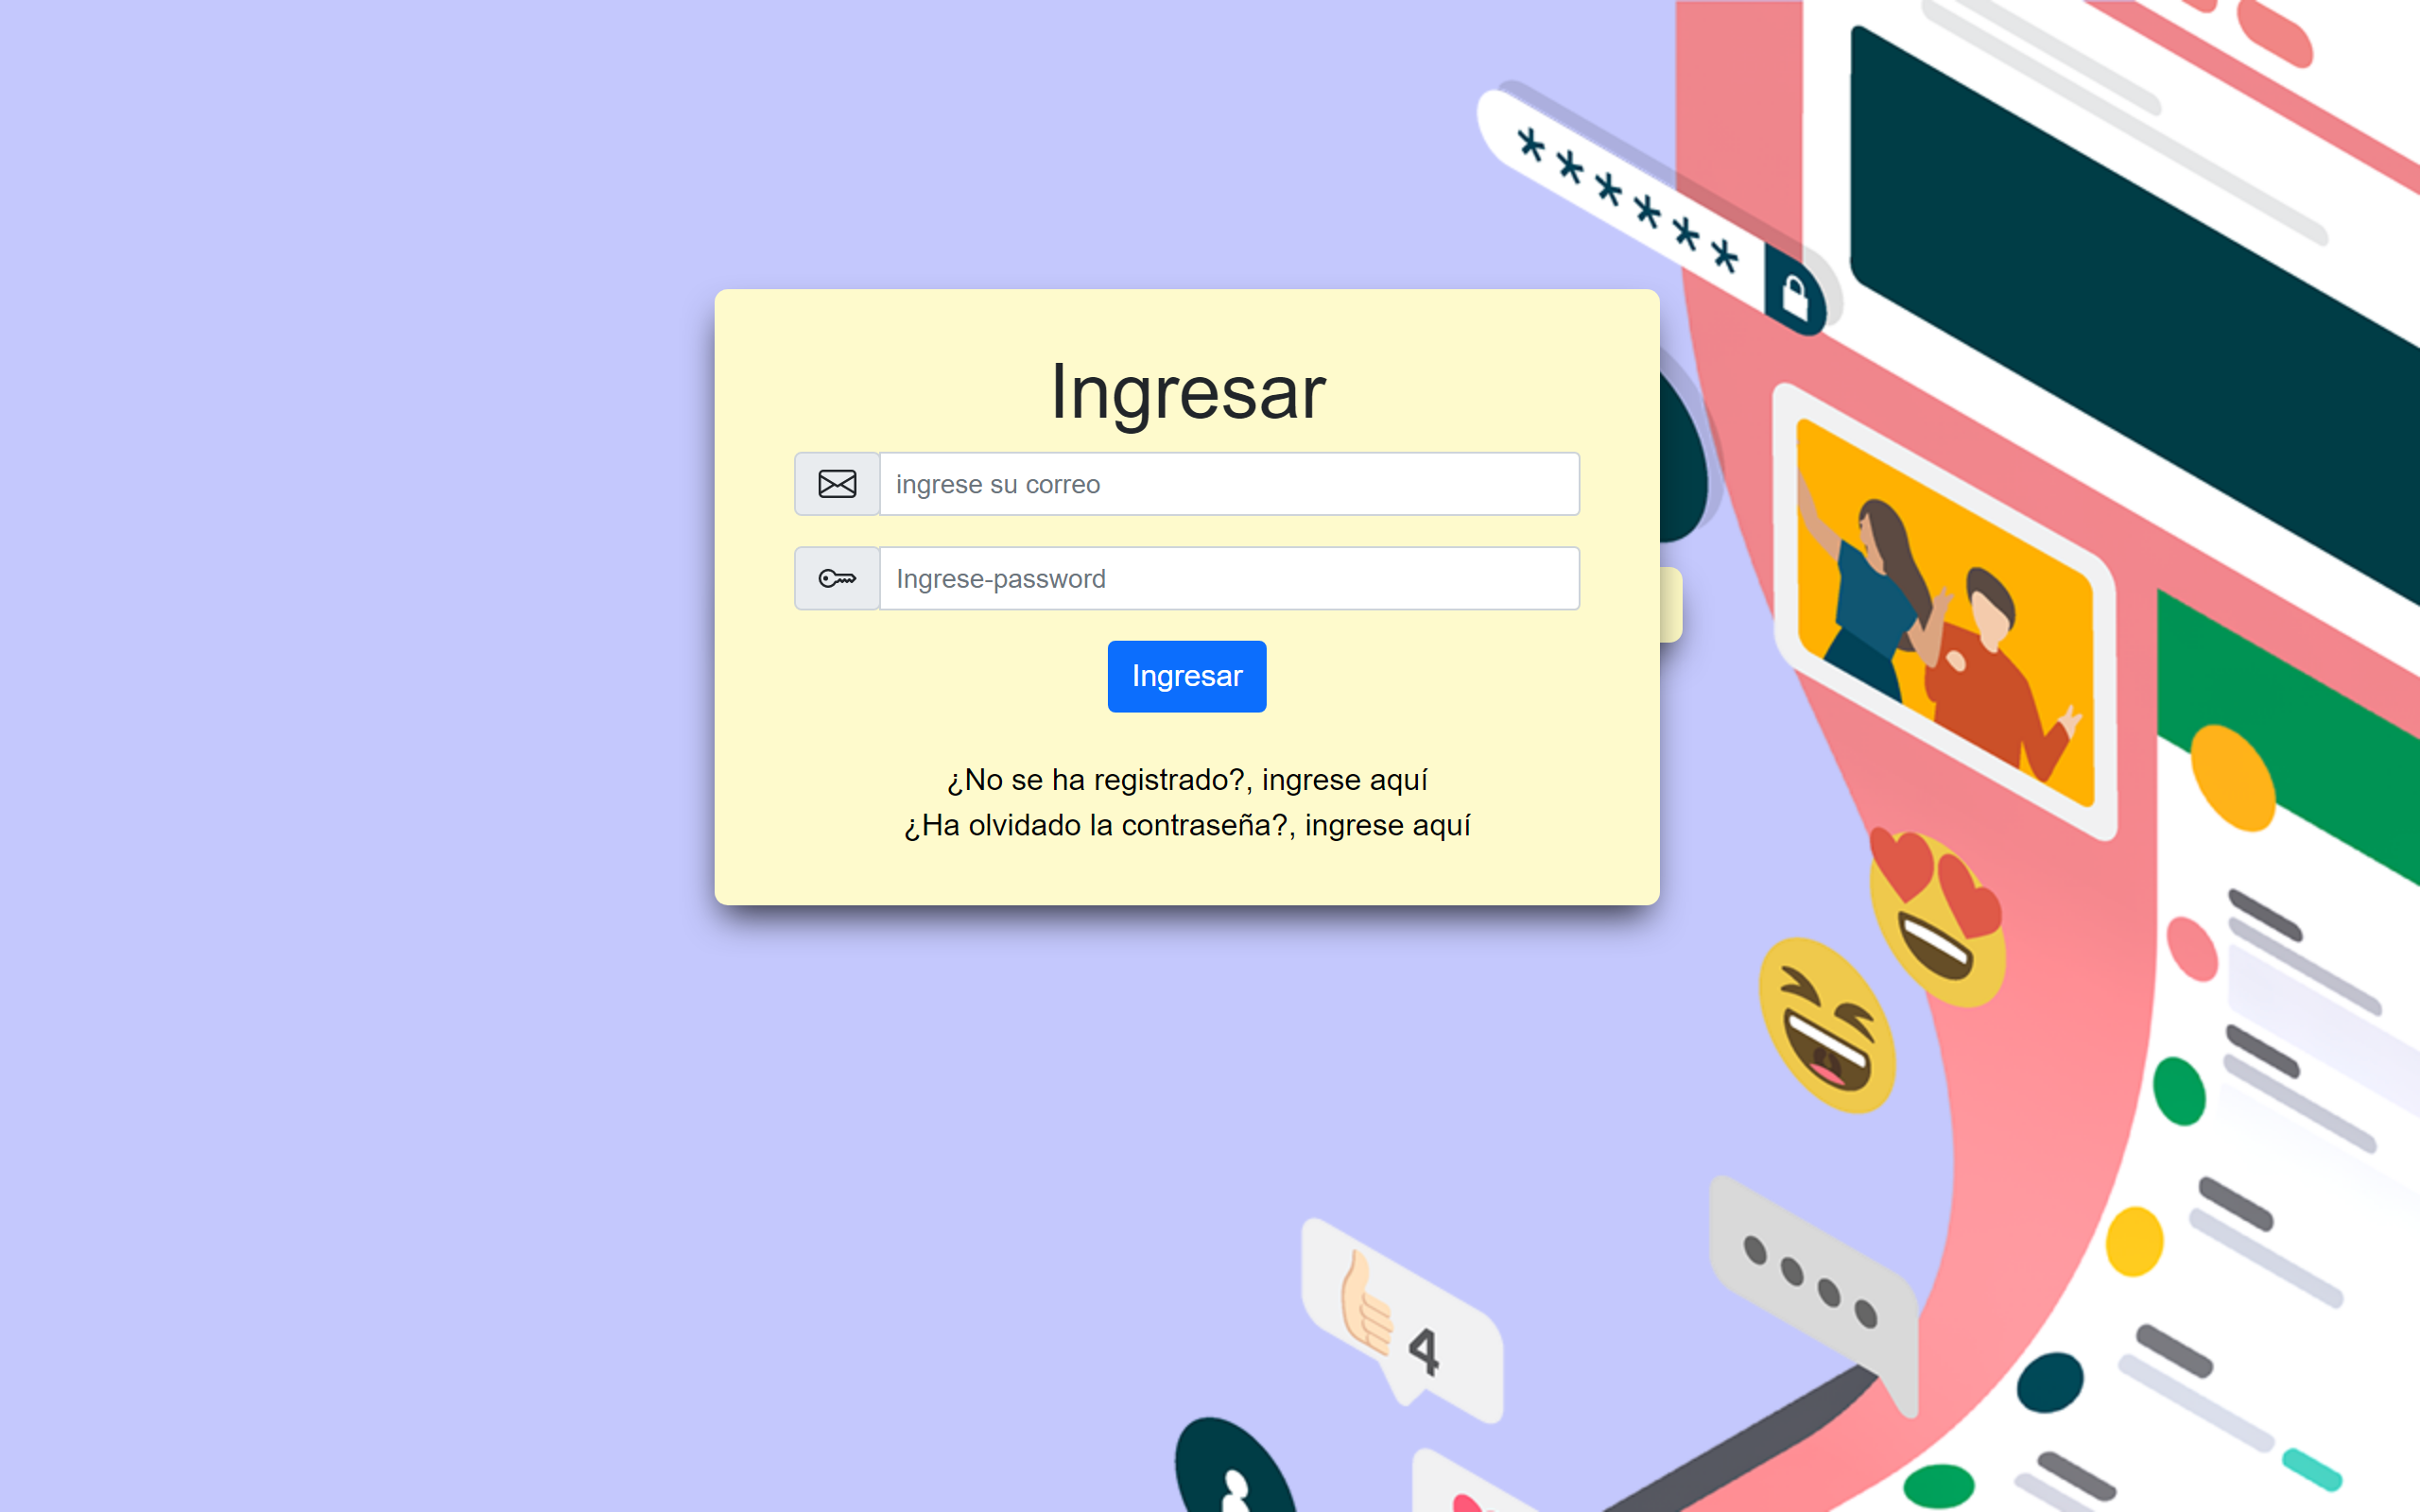 ******
Ingresar
ingrese su correo
Ingrese-password
Ingresar
¿No se ha registrado?, ingrese aquí
¿Ha olvidado la contraseña?, ingrese aquí
4